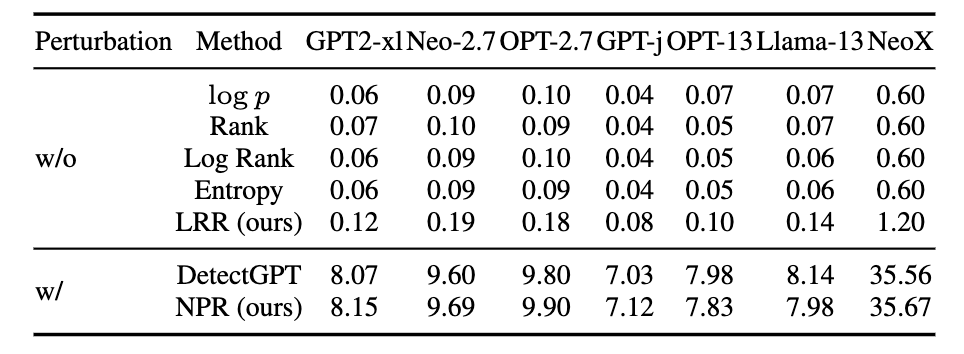 Perturbation Method GPT2-xl Neo-2.7 OPT-2.7 GPT-j OPT-13 Llama-13 NeoX
log p 0.06 0.09 0.10 0.04 0.07 0.07 0.60
Rank 0.07 0.10 0.09 0.04 0.05 0.07 0.60
w/o Log Rank 0.06 0.09 0.10 0.04 0.05 0.06 0.60
Entropy 0.06 0.09 0.09 0.04 0.05 0.06 0.60
LRR (ours) 0.12 0.19 0.18 0.08 0.10 0.14 1.20
w/ DetectGPT 8.07 9.60 9.80 7.03 7.98 8.14 35.56
NPR (ours) 8.15 9.69 9.90 7.12 7.83 7.98 35.67